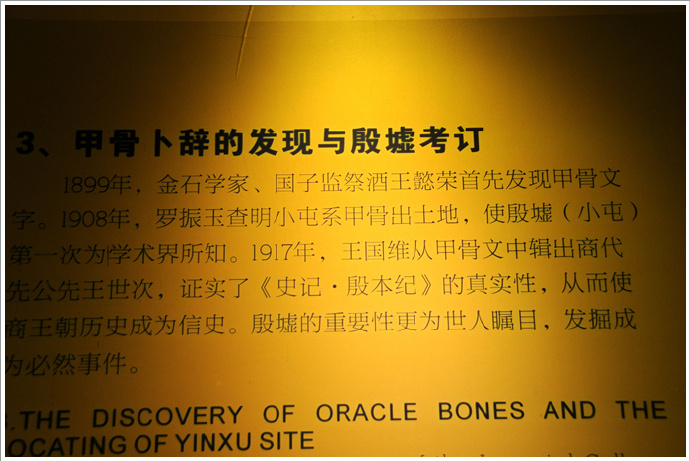 3、甲骨卜辞的发现与殷墟考订
1899年，金石学家、国子监祭酒王懿荣首先发现甲骨文
字。1908年，罗振玉查明小屯系甲骨出土地，使殷墟（小屯）
第一次为学术界所知。1917年，王国维从甲骨文中辑出商代
先公先王世次，证实了《史记·殷本纪》的真实性，从而使
商王朝历史成为信史。殷墟的重要性更为世人瞩目，发掘成
为必然事件。
3.THE DISCOVERY OF ORACLE BONES AND THE
OCATING OF YINXU SITE